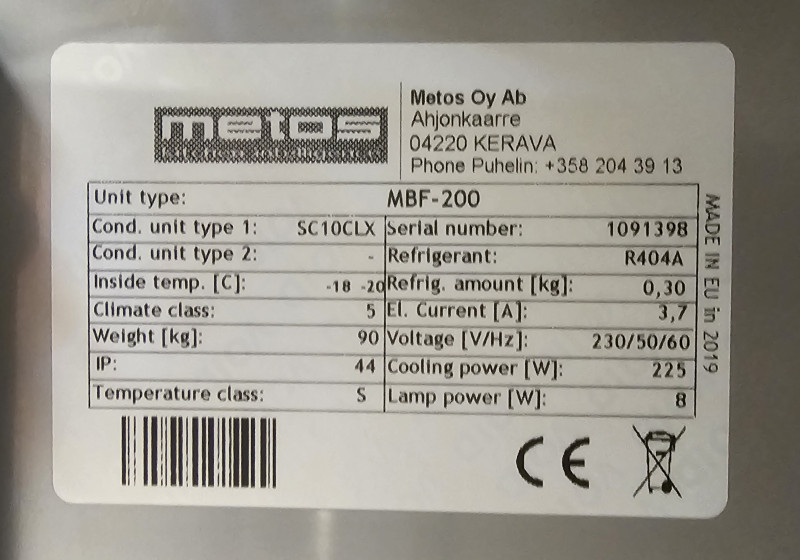 metos
Metos Oy Ab
Ahjonkaarre
04220 KERAVA
Phone Puhelin: +358 204 39 13
Unit type: MBF-200
Cond. unit type 1: SC10CLX Serial number: 1091398
Cond. unit type 2: - Refrigerant: R404A
Inside temp. [C]: -18 -20 Refrig. amount [kg]: 0,30
Climate class: 5 El. Current [A]: 3,7
Weight [kg]: 90 Voltage [V/Hz]: 230/50/60
IP: 44 Cooling power [W]: 225
Temperature class: S Lamp power [W]: 8
MADE IN EU in 2019
CE